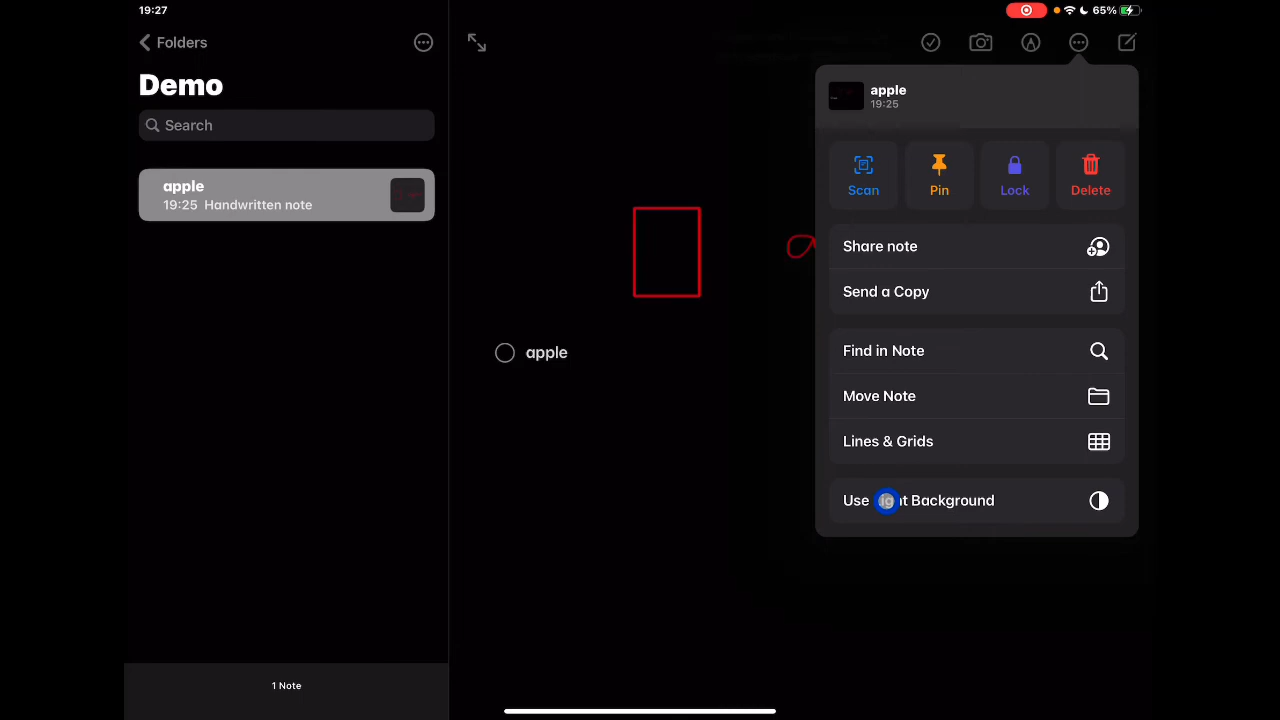 19:27
65%
Folders
Demo
Search
apple
19:25 Handwritten note
1 Note
apple
apple
19:25
Scan
Pin
Lock
Delete
Share note
Send a Copy
Find in Note
Move Note
Lines & Grids
Use Light Background